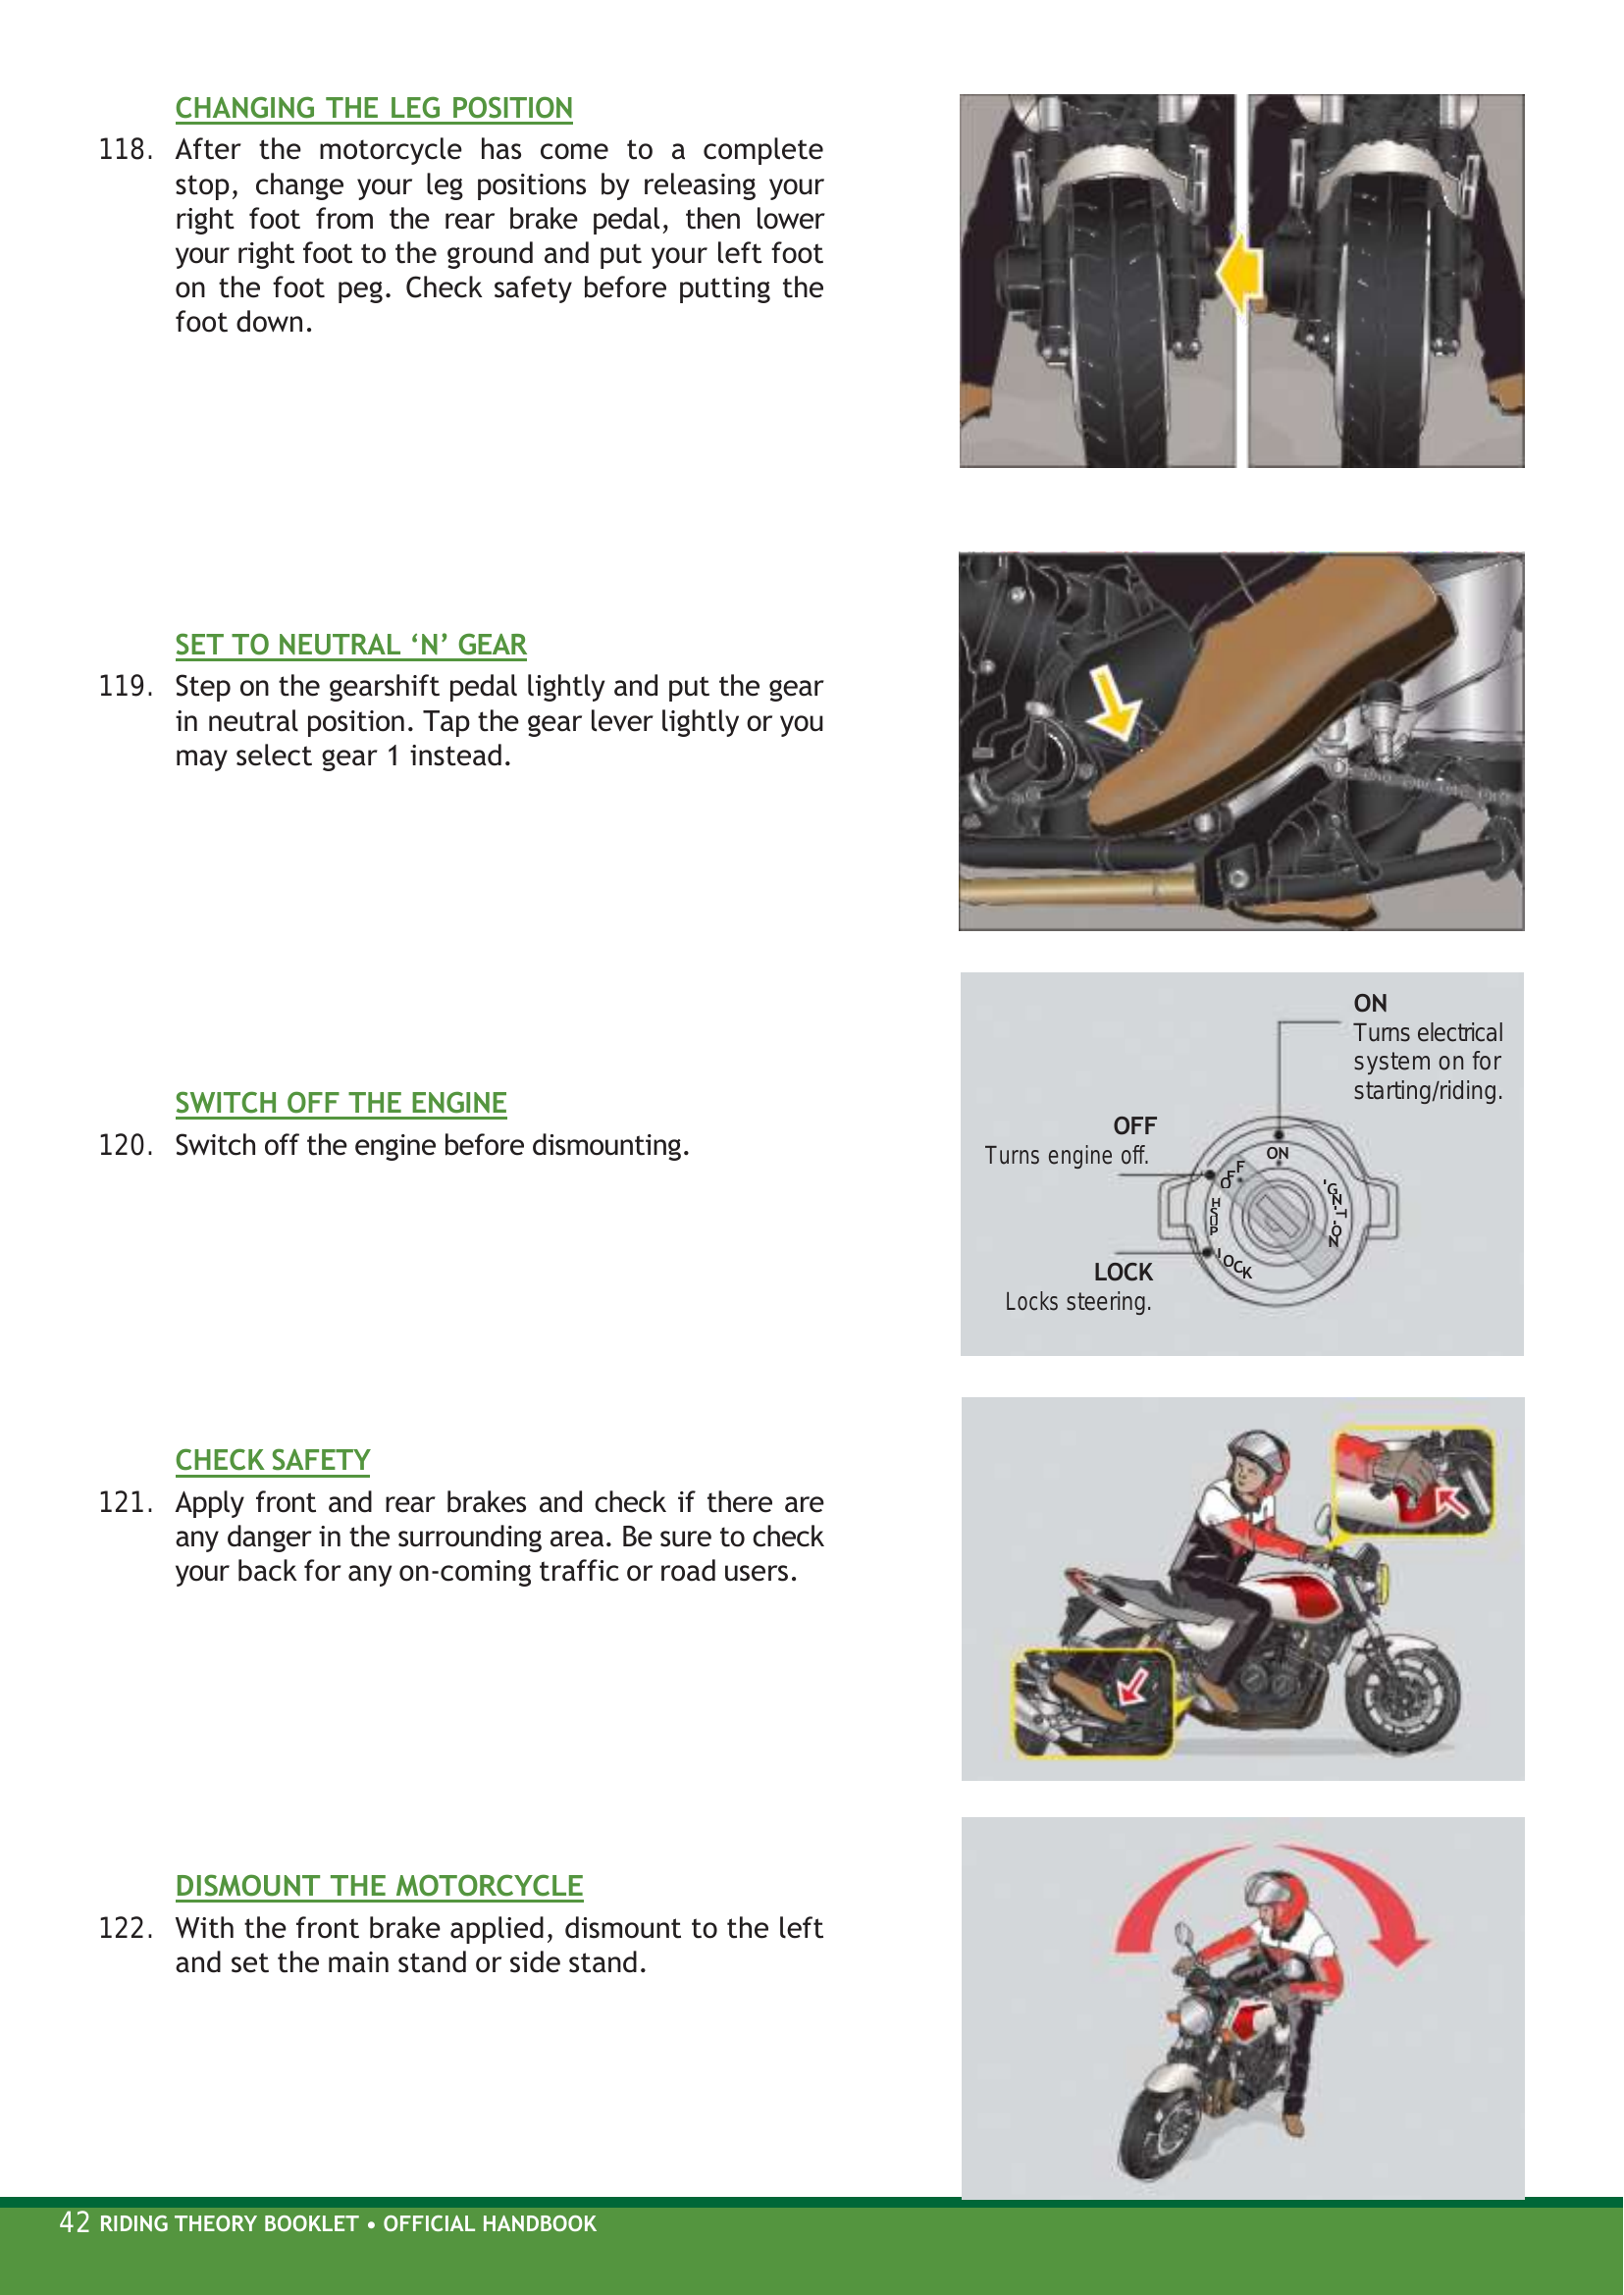 CHANGING THE LEG POSITION
118. After the motorcycle has come to a complete
stop, change your leg positions by releasing your
right foot from the rear brake pedal, then lower
your right foot to the ground and put your left foot
on the foot peg. Check safety before putting the
foot down.
SET TO NEUTRAL ‘N’ GEAR
119. Step on the gearshift pedal lightly and put the gear
in neutral position. Tap the gear lever lightly or you
may select gear 1 instead.
ON
Turns electrical
system on for
starting/riding.
OFF
Turns engine off.
LOCK
Locks steering.
ON
OFF
PUSH
LOCK
IGNITION
SWITCH OFF THE ENGINE
120. Switch off the engine before dismounting.
CHECK SAFETY
121. Apply front and rear brakes and check if there are
any danger in the surrounding area. Be sure to check
your back for any on-coming traffic or road users.
DISMOUNT THE MOTORCYCLE
122. With the front brake applied, dismount to the left
and set the main stand or side stand.
42 RIDING THEORY BOOKLET • OFFICIAL HANDBOOK